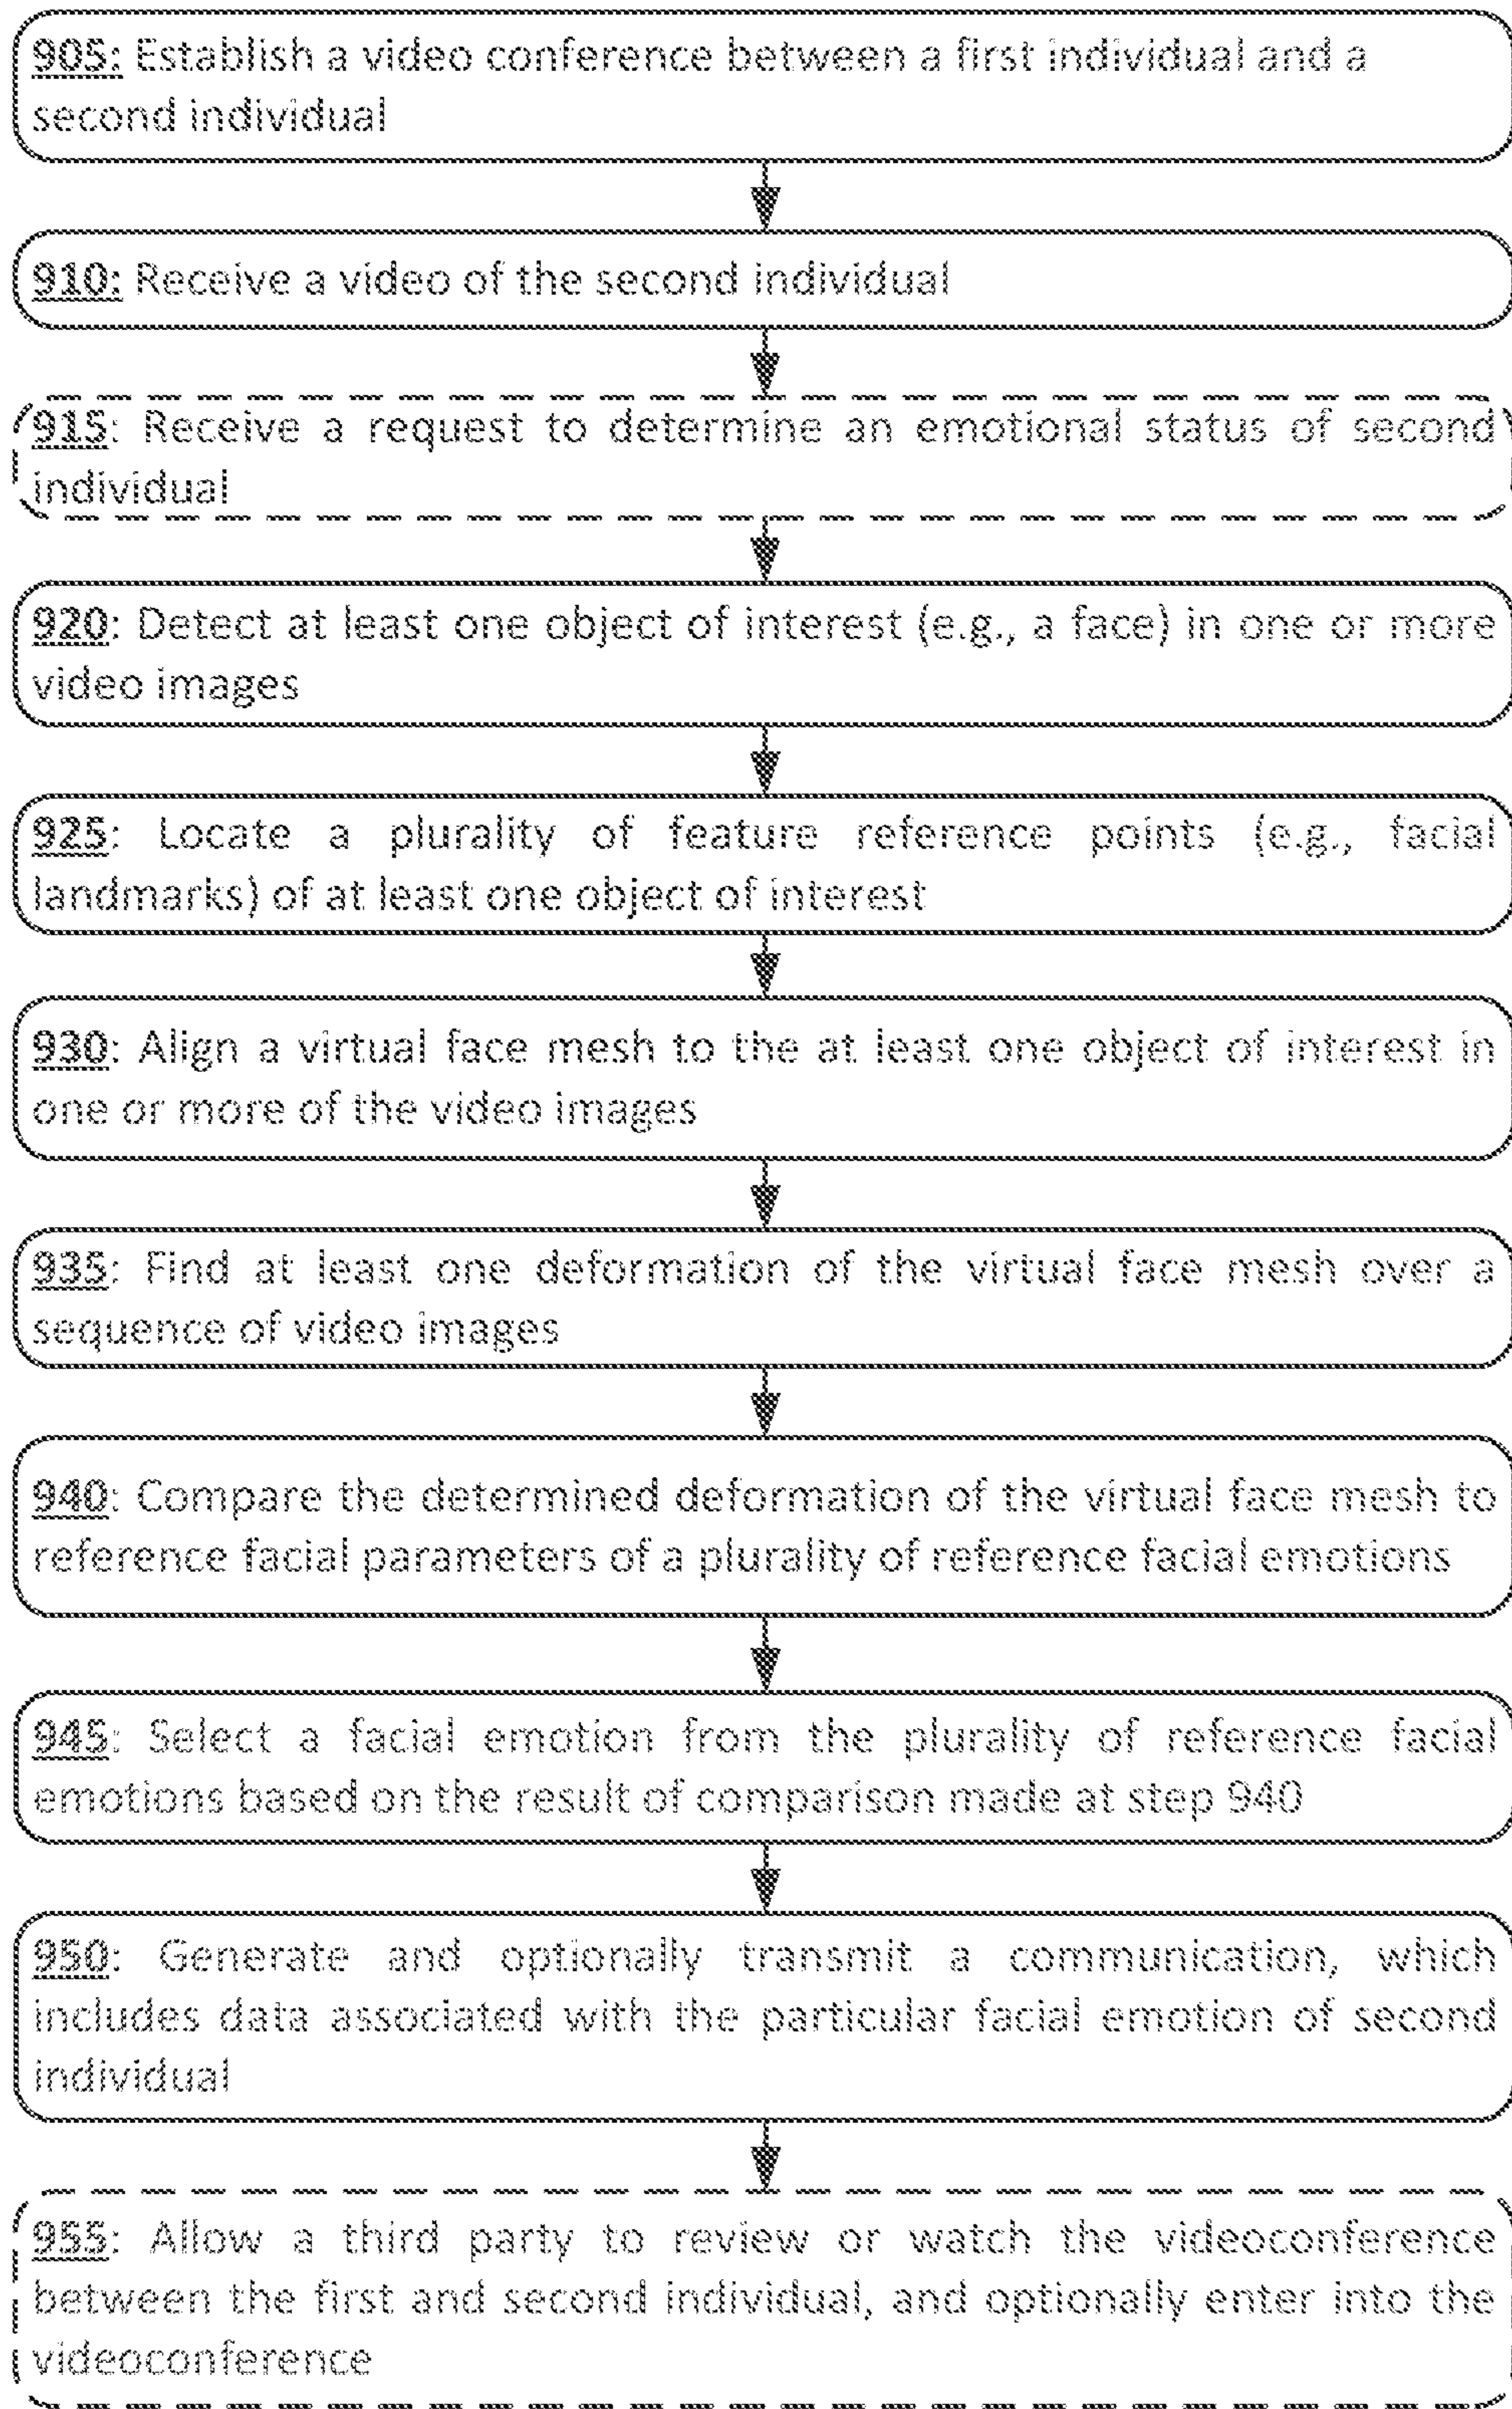 905: Establish a video conference between a first individual and a
second individual
910: Receive a video of the second individual
915: Receive a request to determine an emotional status of second
individual
920: Detect at least one object of interest (e.g., a face) in one or more
video images
925: Locate a plurality of feature reference points (e.g., facial
landmarks) of at least one object of interest
930: Align a virtual face mesh to the at least one object of interest in
one or more of the video images
935: Find at least one deformation of the virtual face mesh over a
sequence of video images
940: Compare the determined deformation of the virtual face mesh to
reference facial parameters of a plurality of reference facial emotions
945: Select a facial emotion from the plurality of reference facial
emotions based on the result of comparison made at step 940
950: Generate and optionally transmit a communication, which
includes data associated with the particular facial emotion of second
individual
955: Allow a third party to review or watch the videoconference
between the first and second individual, and optionally enter into the
videoconference